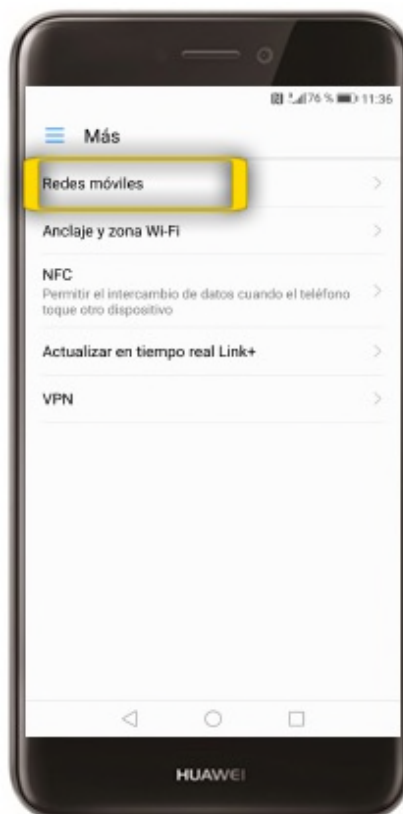 76 % 11:36
Más
Redes móviles
Anclaje y zona Wi-Fi
NFC
Permitir el intercambio de datos cuando el teléfono
toque otro dispositivo
Actualizar en tiempo real Link+
VPN
HUAWEI